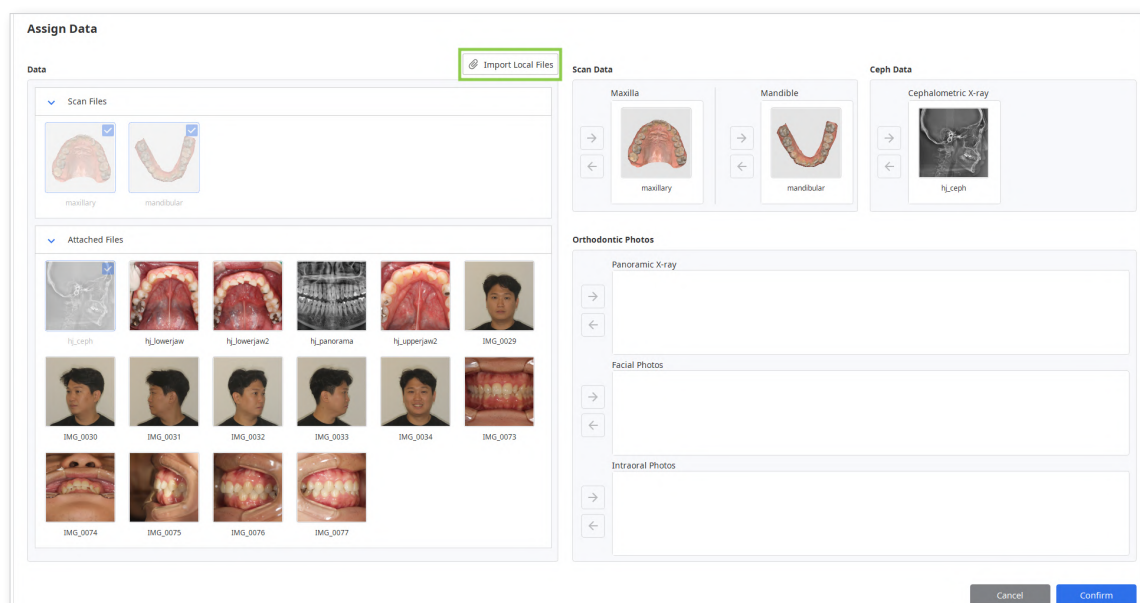 Assign Data
Data
Import Local Files
Scan Files
maxillary mandibular
Attached Files
hj_ceph hj_lowerjaw hj_lowerjaw2 hj_panorama hj_upperjaw2 IMG_0029
IMG_0030 IMG_0031 IMG_0032 IMG_0033 IMG_0034 IMG_0073
IMG_0074 IMG_0075 IMG_0076 IMG_0077
Scan Data
Maxilla Mandible
maxillary mandibular
Ceph Data
Cephalometric X-ray
hj_ceph
Orthodontic Photos
Panoramic X-ray
Facial Photos
Intraoral Photos
Cancel Confirm